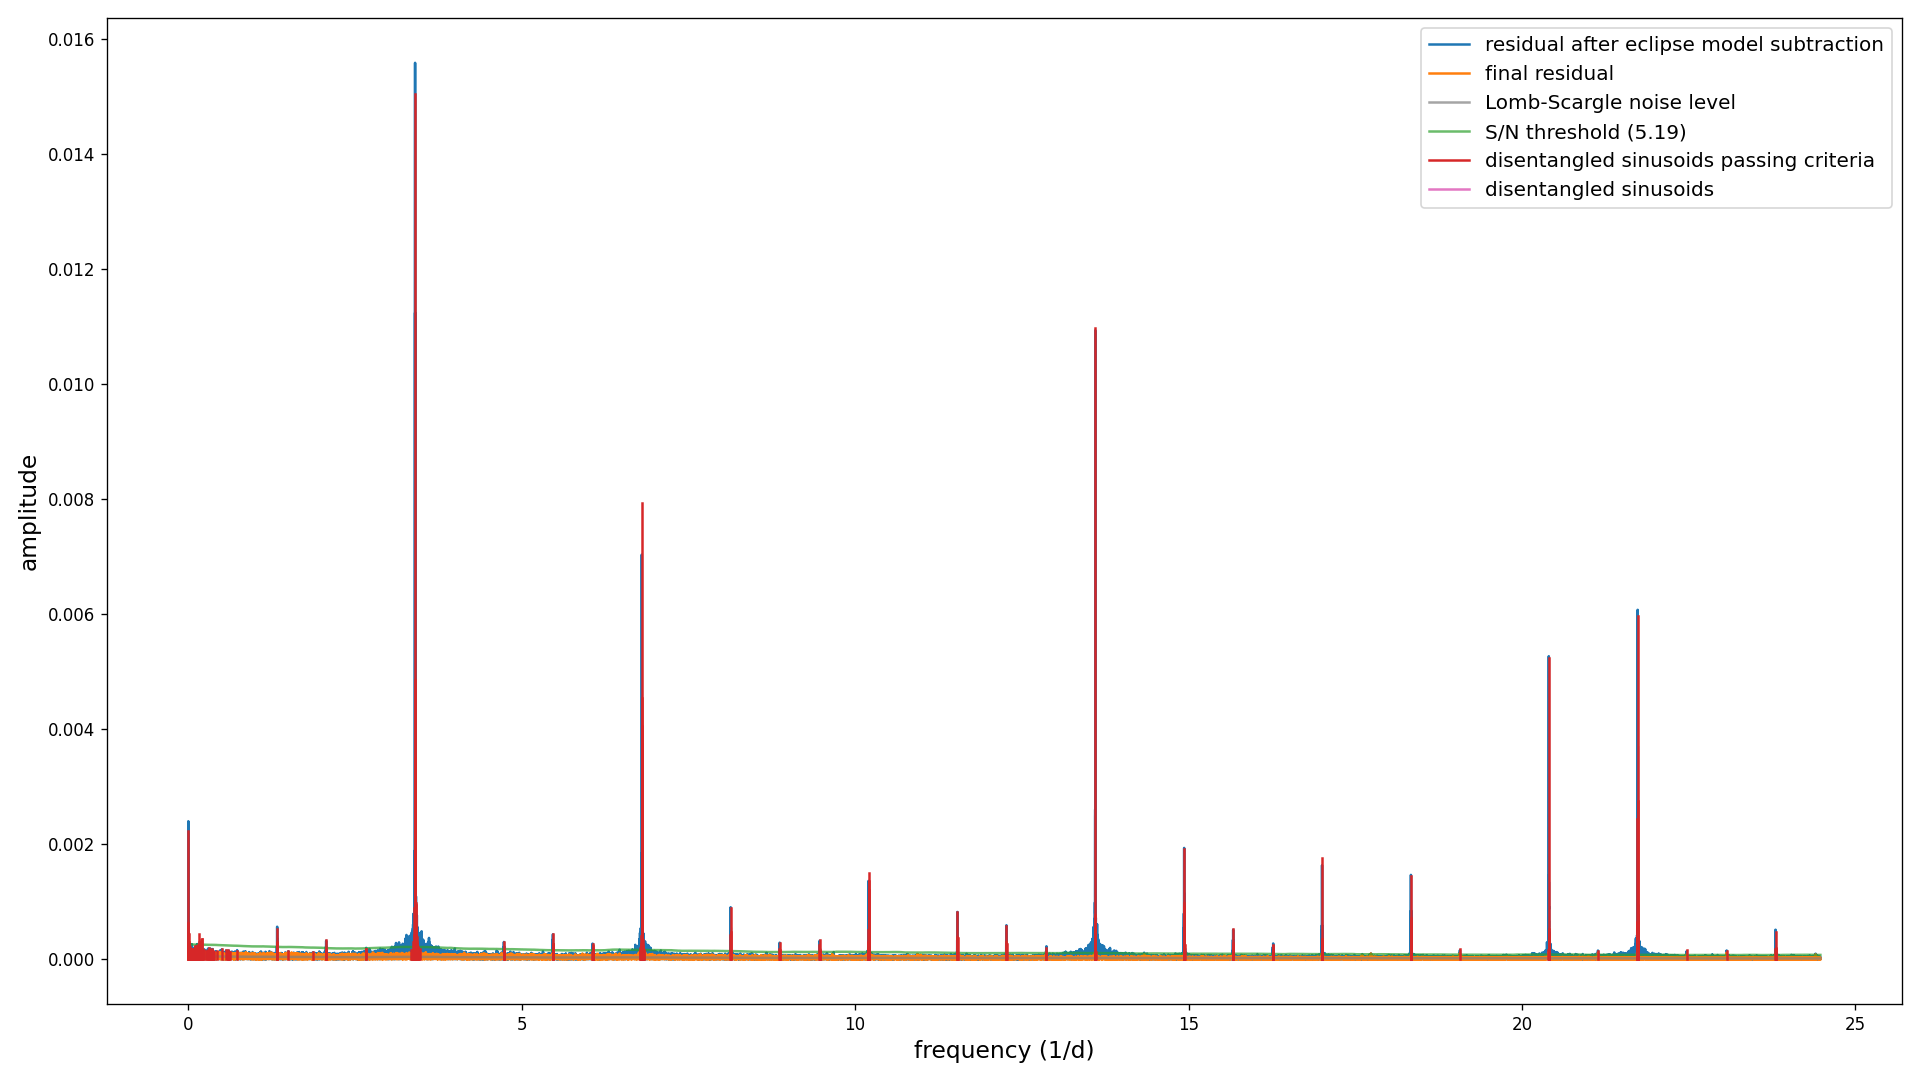 residual after eclipse model subtraction
final residual
Lomb-Scargle noise level
S/N threshold (5.19)
disentangled sinusoids passing criteria
disentangled sinusoids
0.016
0.014
0.012
0.010
0.008
0.006
0.004
0.002
0.000
amplitude
0 5 10 15 20 25
frequency (1/d)